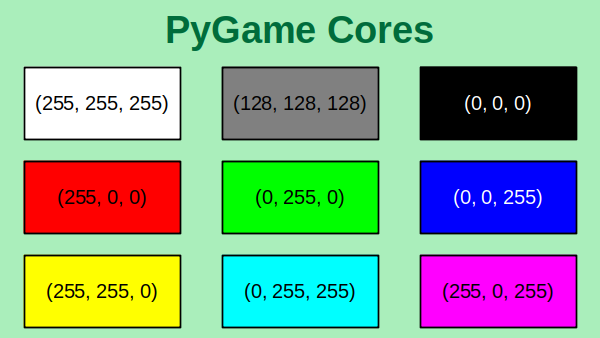 PyGame Cores
(255, 255, 255)
(128, 128, 128)
(0, 0, 0)
(255, 0, 0)
(0, 255, 0)
(0, 0, 255)
(255, 255, 0)
(0, 255, 255)
(255, 0, 255)